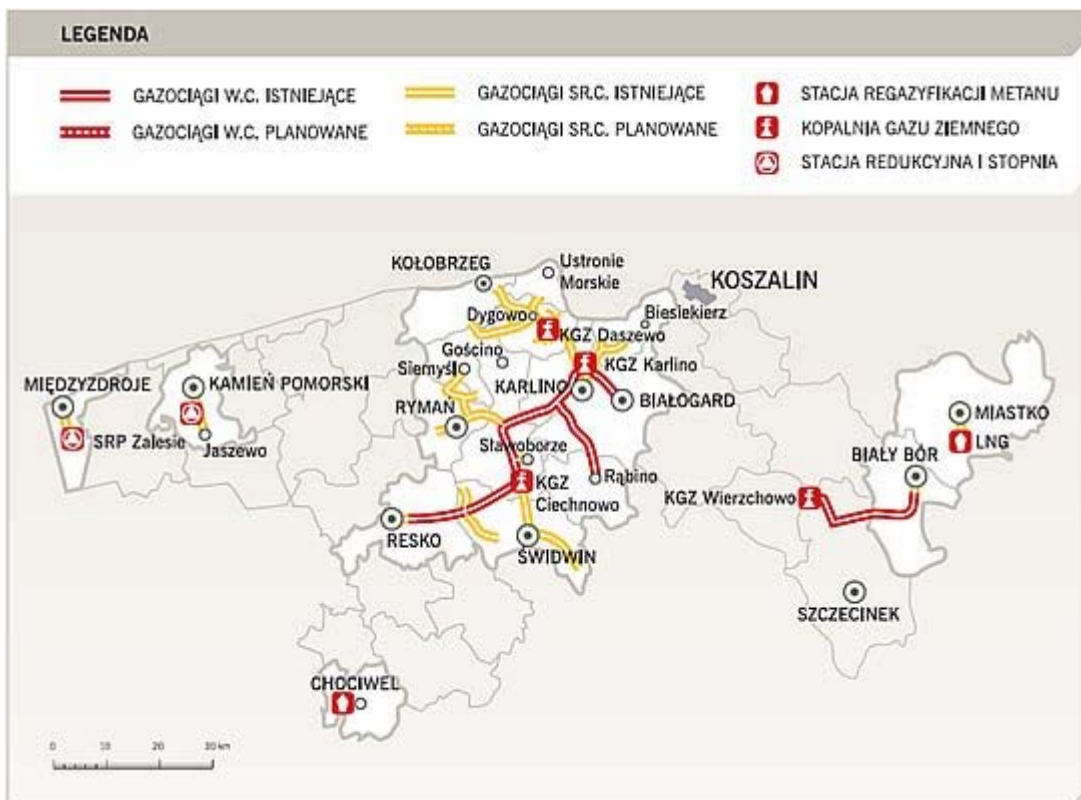 LEGENDA
GAZOCIĄGI W.C. ISTNIEJĄCE
GAZOCIĄGI SR.C. ISTNIEJĄCE
STACJA REGAZYFIKACJI METANU
GAZOCIĄGI W.C. PLANOWANE
GAZOCIĄGI SR.C. PLANOWANE
KOPALNIA GAZU ZIEMNEGO
STACJA REDUKCYJNA I STOPNIA
KOŁOBRZEG
Ustronie
Morskie
KOSZALIN
Dygowo
Biesiekierz
KGZ Daszewo
Gościno
Siemyśl
KGZ Karlino
MIĘDZYZDROJE
KAMIEŃ POMORSKI
KARLINO
BIAŁOGARD
RYMAŃ
MIASTKO
SRP Zalesie
Jaszewo
Sławoborze
LNG
BIAŁY BÓR
Rąbino
KGZ
Ciechnowo
KGZ Wierzchowo
RESKO
ŚWIDWIN
SZCZECINEK
CHOCIWEL
0 10 20 30 km